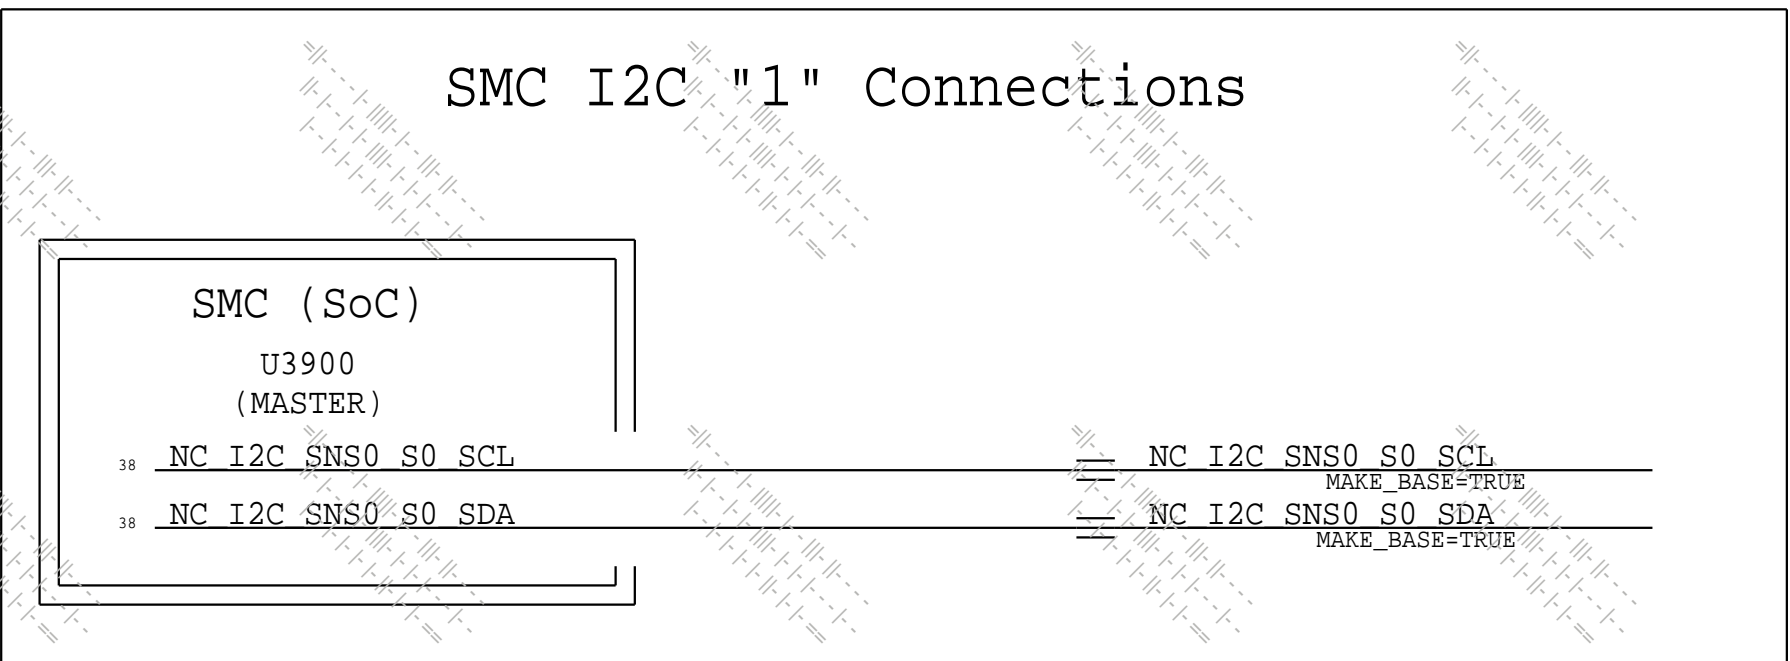 SMC I2C "1" Connections
SMC (SoC)
U3900
(MASTER)
38 NC_I2C_SNS0_S0_SCL NC_I2C_SNS0_S0_SCL
MAKE_BASE=TRUE
38 NC_I2C_SNS0_S0_SDA NC_I2C_SNS0_S0_SDA
MAKE_BASE=TRUE